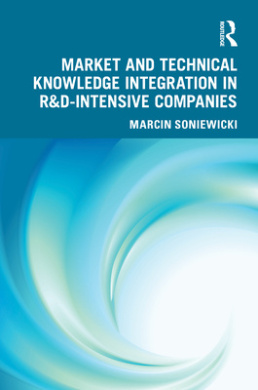 ROUTLEDGE
MARKET AND TECHNICAL
KNOWLEDGE INTEGRATION IN
R&D-INTENSIVE COMPANIES
MARCIN SONIEWICKI